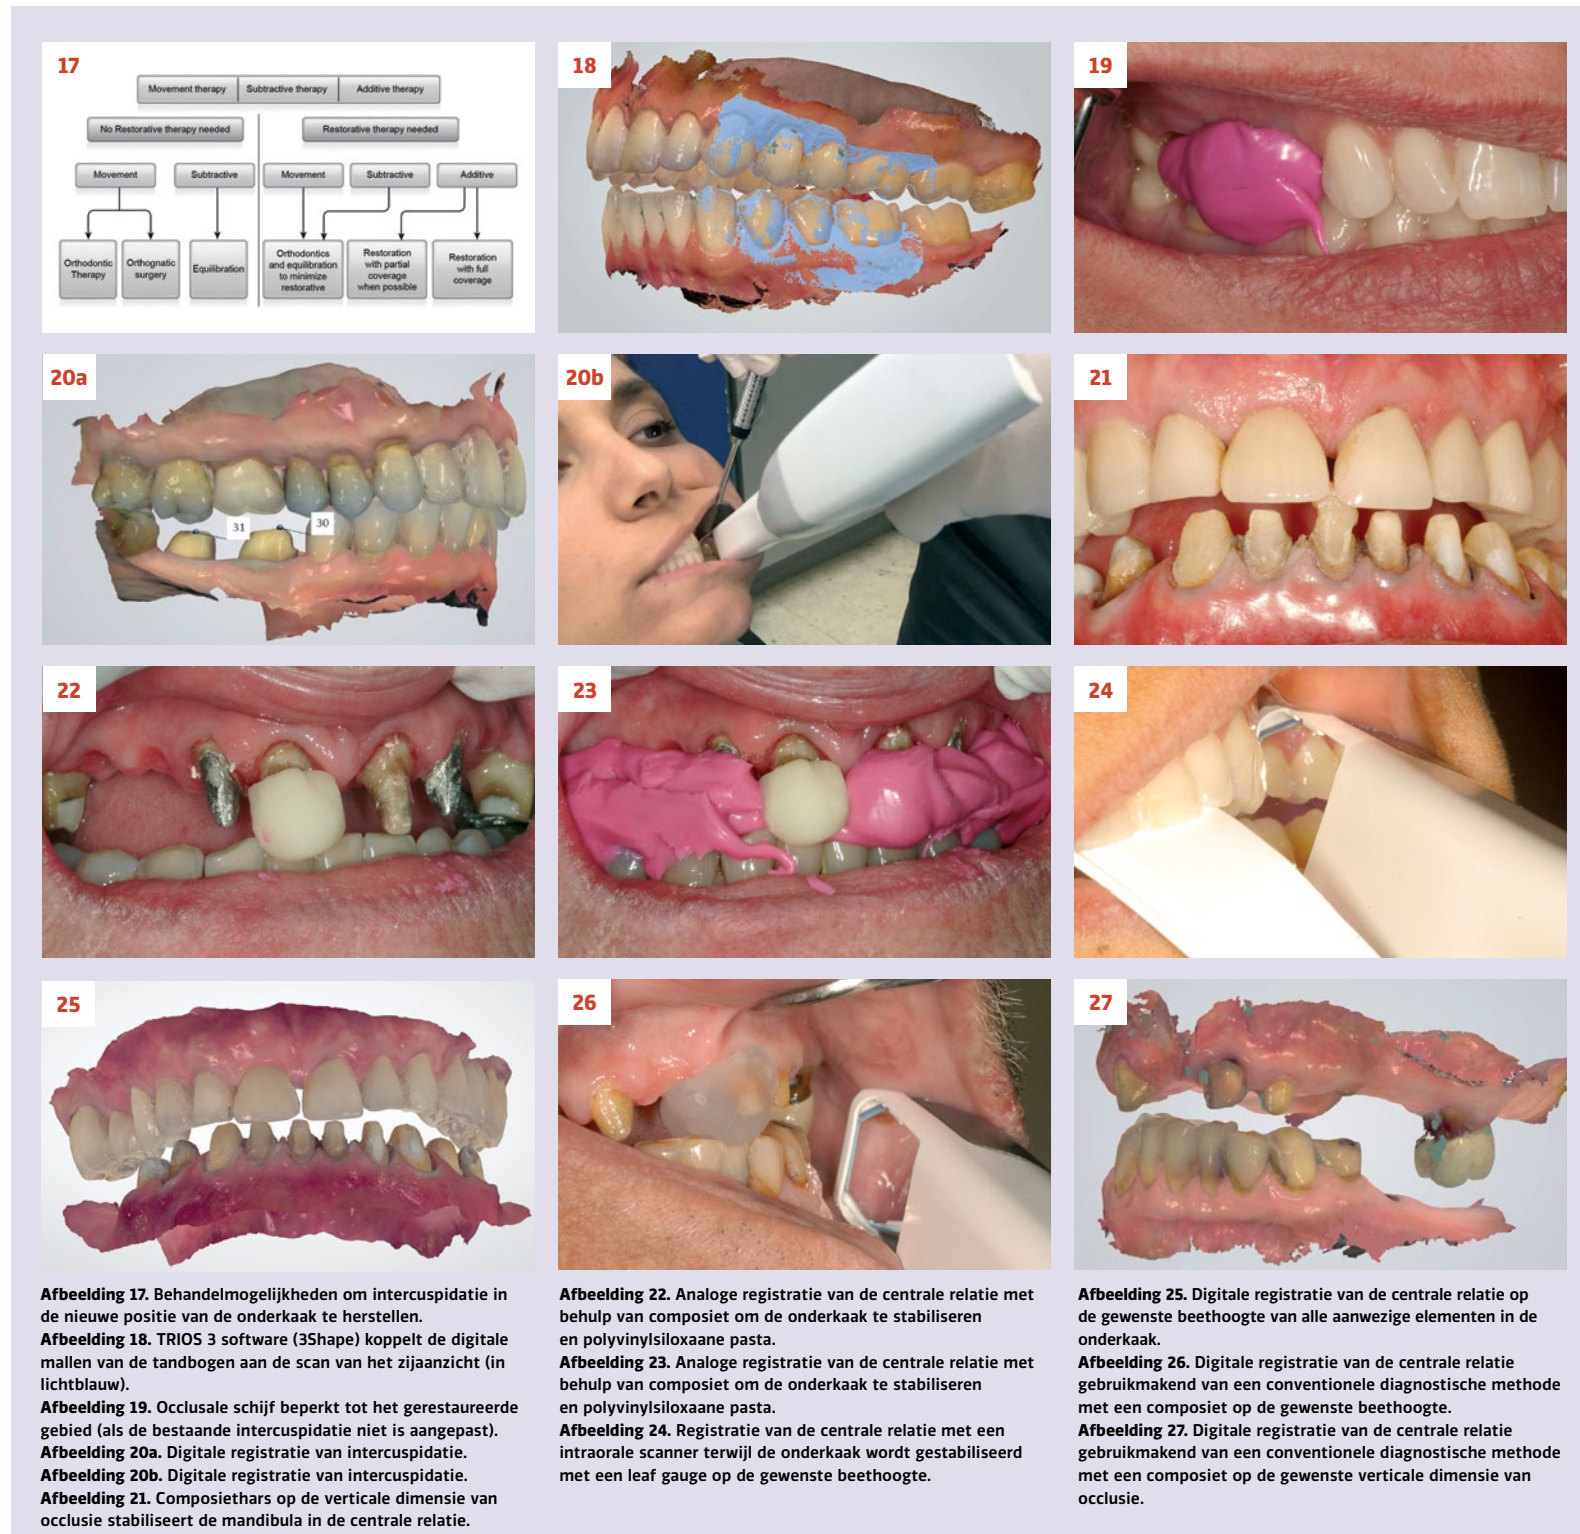 17
Movement therapy
Subtractive therapy
Additive therapy
No Restorative therapy needed
Restorative therapy needed
Movement
Subtractive
Movement
Subtractive
Additive
Orthodontic
Therapy
Orthognatic
surgery
Equilibration
Orthodontics
and equilibration
to minimize
restorative
Restoration
with partial
coverage
when possible
Restoration
with full
coverage
18
19
20a
31
30
20b
21
22
23
24
25
26
27
Afbeelding 17. Behandelmogelijkheden om intercuspidatie in
de nieuwe positie van de onderkaak te herstellen.
Afbeelding 18. TRIOS 3 software (3Shape) koppelt de digitale
mallen van de tandbogen aan de scan van het zijaanzicht (in
lichtblauw).
Afbeelding 19. Occlusale schijf beperkt tot het gerestaureerde
gebied (als de bestaande intercuspidatie niet is aangepast).
Afbeelding 20a. Digitale registratie van intercuspidatie.
Afbeelding 20b. Digitale registratie van intercuspidatie.
Afbeelding 21. Composiethars op de verticale dimensie van
occlusie stabiliseert de mandibula in de centrale relatie.
Afbeelding 22. Analoge registratie van de centrale relatie met
behulp van composiet om de onderkaak te stabiliseren
en polyvinylsiloxaane pasta.
Afbeelding 23. Analoge registratie van de centrale relatie met
behulp van composiet om de onderkaak te stabiliseren
en polyvinylsiloxaane pasta.
Afbeelding 24. Registratie van de centrale relatie met een
intraorale scanner terwijl de onderkaak wordt gestabiliseerd
met een leaf gauge op de gewenste beethoogte.
Afbeelding 25. Digitale registratie van de centrale relatie op
de gewenste beethoogte van alle aanwezige elementen in de
onderkaak.
Afbeelding 26. Digitale registratie van de centrale relatie
gebruikmakend van een conventionele diagnostische methode
met een composiet op de gewenste beethoogte.
Afbeelding 27. Digitale registratie van de centrale relatie
gebruikmakend van een conventionele diagnostische methode
met een composiet op de gewenste verticale dimensie van
occlusie.